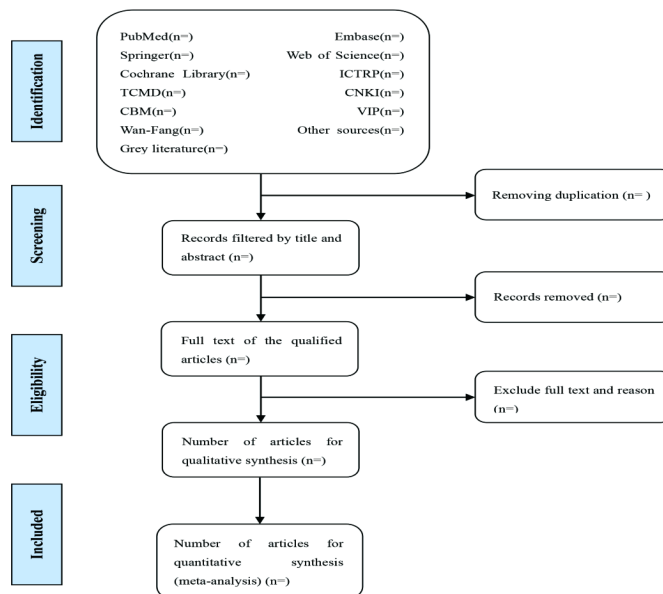 Identification
PubMed(n=)
Embase(n=)
Springer(n=)
Web of Science(n=)
Cochrane Library(n=)
ICTRP(n=)
TCMD(n=)
CNKI(n=)
CBM(n=)
VIP(n=)
Wan-Fang(n=)
Other sources(n=)
Grey literature(n=)
Screening
Removing duplication (n= )
Records filtered by title and
abstract (n=)
Records removed (n=)
Eligibility
Full text of the qualified
articles (n=)
Exclude full text and reason
(n=)
Number of articles for
qualitative synthesis (n=)
Included
Number of articles for
quantitative synthesis
(meta-analysis) (n=)